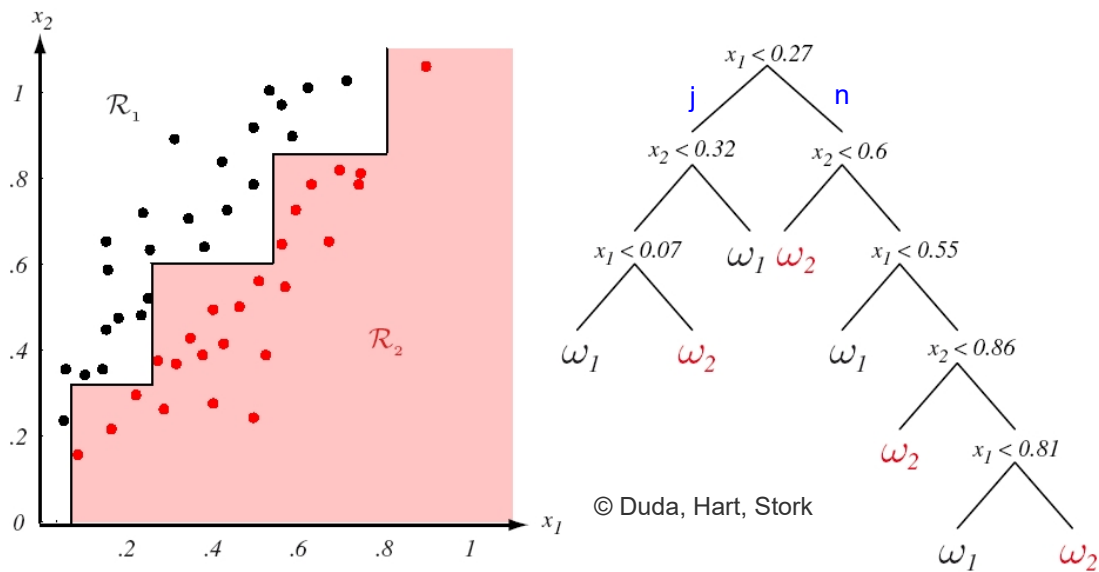 x₂
1
.8
.6
.4
.2
0
.2 .4 .6 .8 1
x₁
R₁
R₂
x₁ < 0.27
j n
x₂ < 0.32 x₂ < 0.6
x₁ < 0.07 ω₁ ω₂ x₁ < 0.55
ω₁ ω₂ ω₁ x₂ < 0.86
ω₂ x₁ < 0.81
ω₁ ω₂
© Duda, Hart, Stork